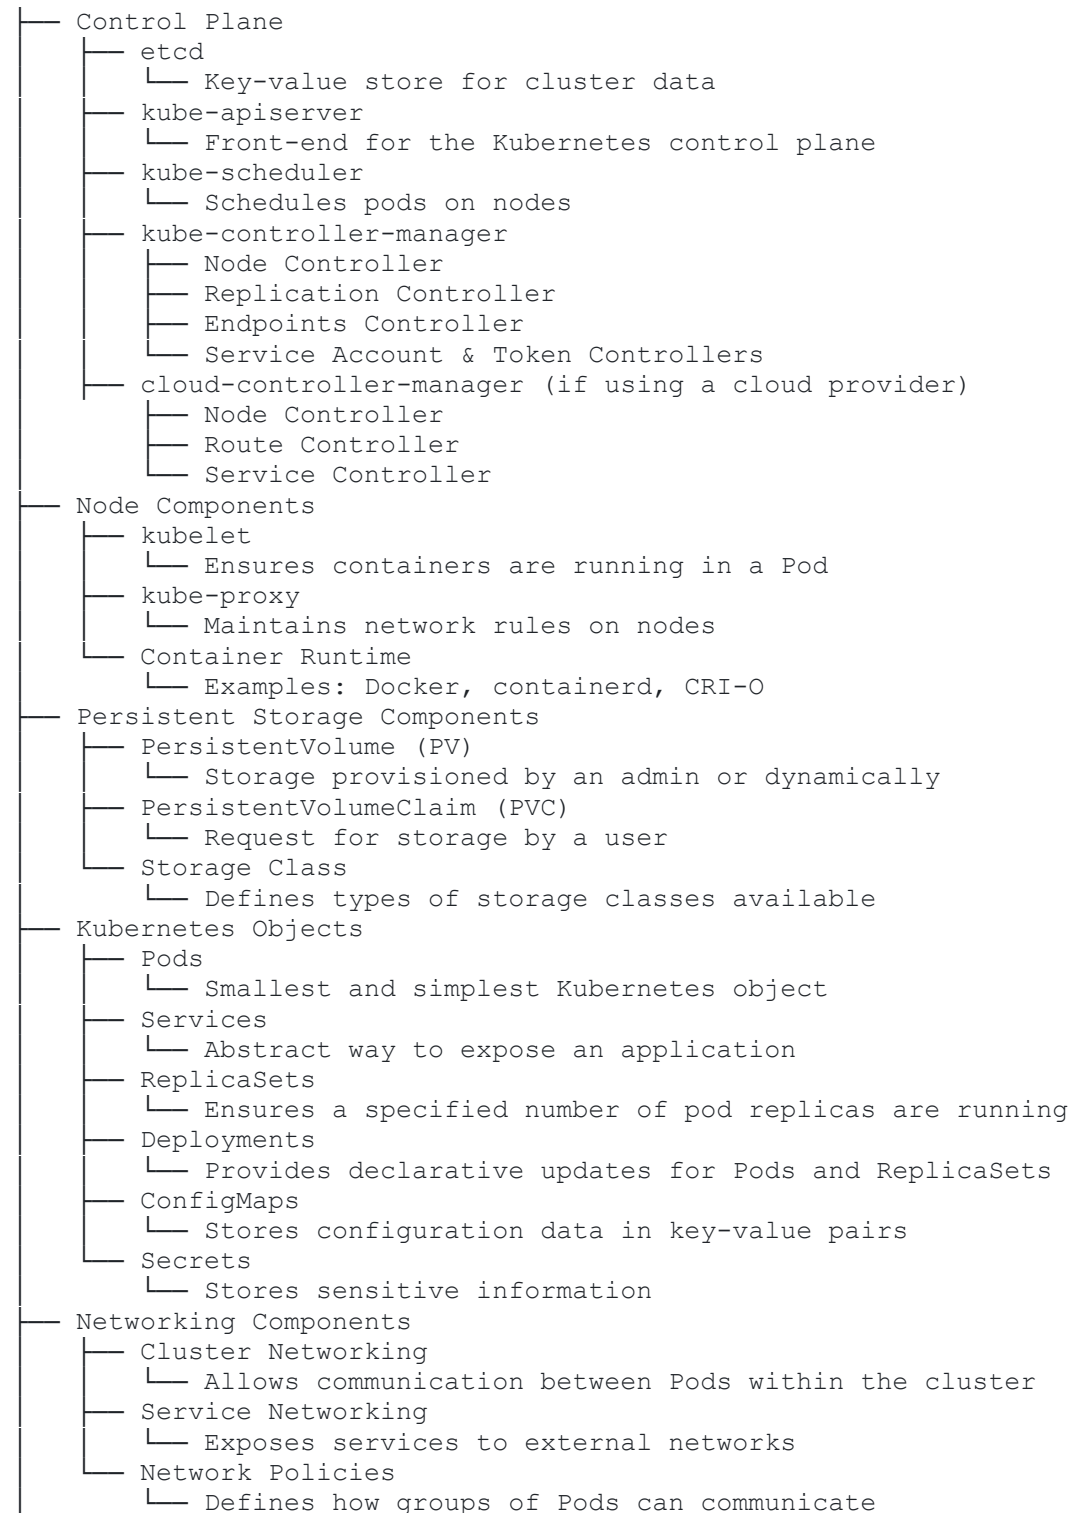 ├── Control Plane
│   ├── etcd
│   │   └── Key-value store for cluster data
│   ├── kube-apiserver
│   │   └── Front-end for the Kubernetes control plane
│   ├── kube-scheduler
│   │   └── Schedules pods on nodes
│   ├── kube-controller-manager
│   │   ├── Node Controller
│   │   ├── Replication Controller
│   │   ├── Endpoints Controller
│   │   └── Service Account & Token Controllers
│   ├── cloud-controller-manager (if using a cloud provider)
│       ├── Node Controller
│       ├── Route Controller
│       └── Service Controller
├── Node Components
│   ├── kubelet
│   │   └── Ensures containers are running in a Pod
│   ├── kube-proxy
│   │   └── Maintains network rules on nodes
│   └── Container Runtime
│       └── Examples: Docker, containerd, CRI-O
├── Persistent Storage Components
│   ├── PersistentVolume (PV)
│   │   └── Storage provisioned by an admin or dynamically
│   ├── PersistentVolumeClaim (PVC)
│   │   └── Request for storage by a user
│   └── Storage Class
│       └── Defines types of storage classes available
├── Kubernetes Objects
│   ├── Pods
│   │   └── Smallest and simplest Kubernetes object
│   ├── Services
│   │   └── Abstract way to expose an application
│   ├── ReplicaSets
│   │   └── Ensures a specified number of pod replicas are running
│   ├── Deployments
│   │   └── Provides declarative updates for Pods and ReplicaSets
│   ├── ConfigMaps
│   │   └── Stores configuration data in key-value pairs
│   └── Secrets
│       └── Stores sensitive information
├── Networking Components
│   ├── Cluster Networking
│   │   └── Allows communication between Pods within the cluster
│   ├── Service Networking
│   │   └── Exposes services to external networks
│   └── Network Policies
│       └── Defines how groups of Pods can communicate